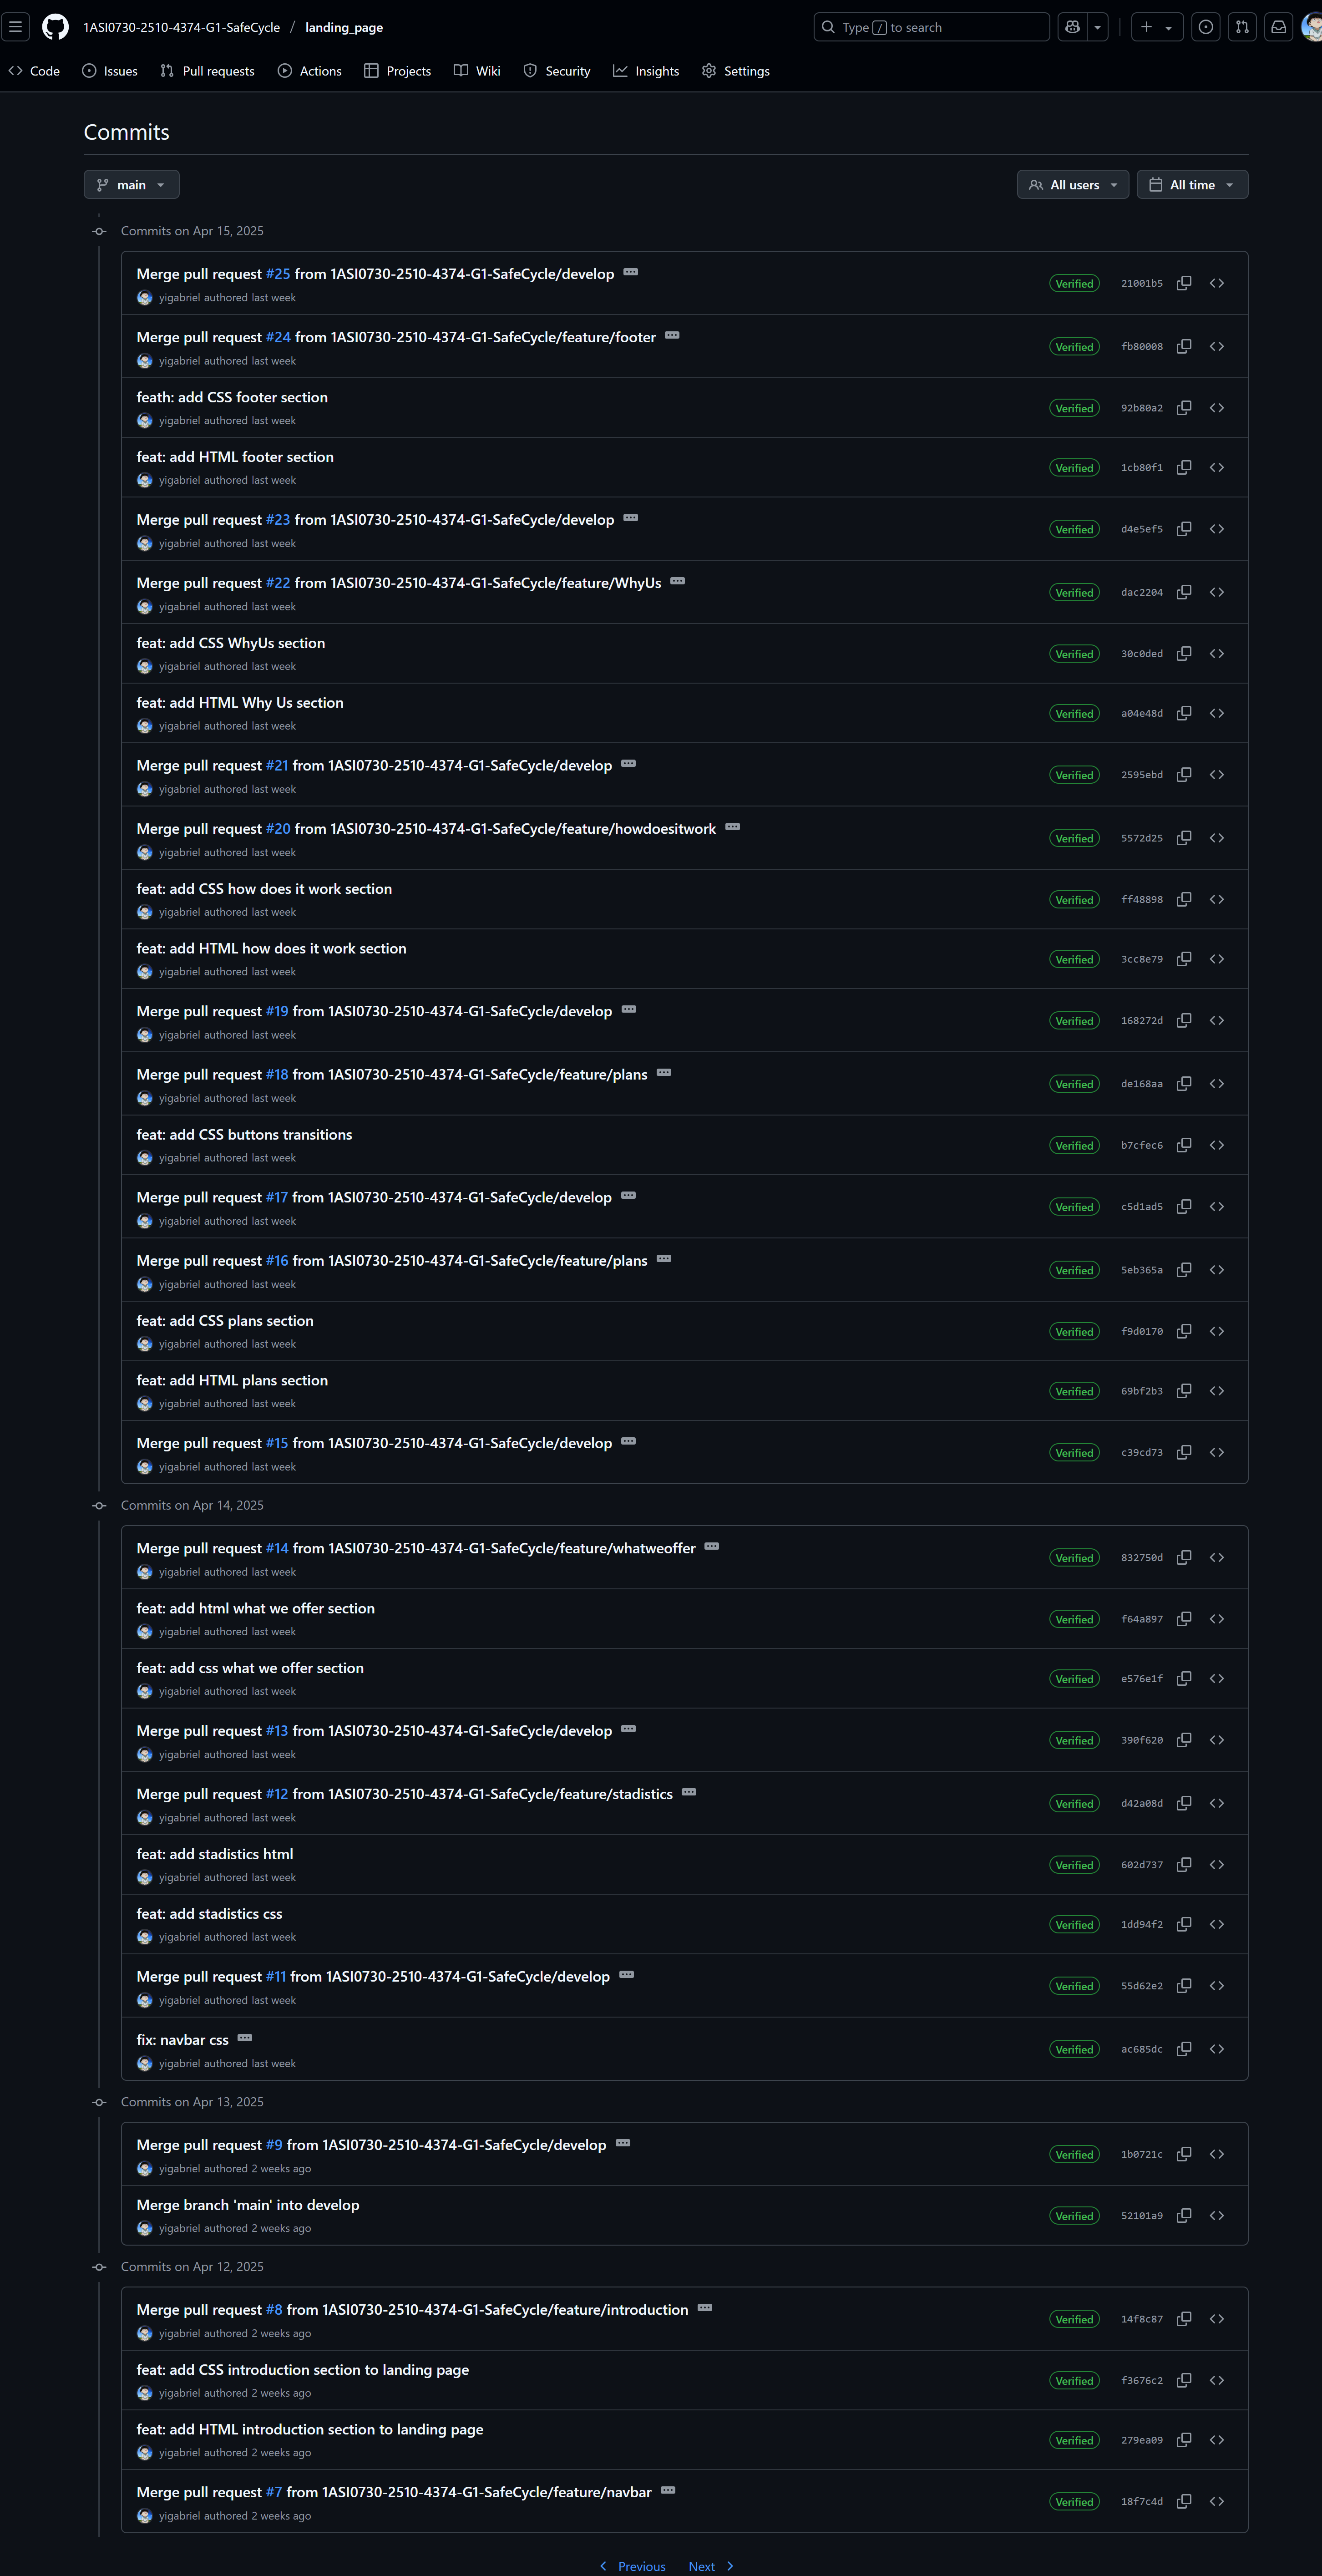 1ASI0730-2510-4374-G1-SafeCycle / landing_page
Type / to search
Code Issues Pull requests Actions Projects Wiki Security Insights Settings
Commits
main All users All time
Commits on Apr 15, 2025
Merge pull request #25 from 1ASI0730-2510-4374-G1-SafeCycle/develop
yigabriel authored last week
Verified 21001b5
Merge pull request #24 from 1ASI0730-2510-4374-G1-SafeCycle/feature/footer
yigabriel authored last week
Verified fb80008
feath: add CSS footer section
yigabriel authored last week
Verified 92b80a2
feat: add HTML footer section
yigabriel authored last week
Verified 1cb80f1
Merge pull request #23 from 1ASI0730-2510-4374-G1-SafeCycle/develop
yigabriel authored last week
Verified d4e5ef5
Merge pull request #22 from 1ASI0730-2510-4374-G1-SafeCycle/feature/WhyUs
yigabriel authored last week
Verified dac2204
feat: add CSS WhyUs section
yigabriel authored last week
Verified 30c0ded
feat: add HTML Why Us section
yigabriel authored last week
Verified a04e48d
Merge pull request #21 from 1ASI0730-2510-4374-G1-SafeCycle/develop
yigabriel authored last week
Verified 2595ebd
Merge pull request #20 from 1ASI0730-2510-4374-G1-SafeCycle/feature/howdoesitwork
yigabriel authored last week
Verified 5572d25
feat: add CSS how does it work section
yigabriel authored last week
Verified ff48898
feat: add HTML how does it work section
yigabriel authored last week
Verified 3cc8e79
Merge pull request #19 from 1ASI0730-2510-4374-G1-SafeCycle/develop
yigabriel authored last week
Verified 168272d
Merge pull request #18 from 1ASI0730-2510-4374-G1-SafeCycle/feature/plans
yigabriel authored last week
Verified de168aa
feat: add CSS buttons transitions
yigabriel authored last week
Verified b7cfec6
Merge pull request #17 from 1ASI0730-2510-4374-G1-SafeCycle/develop
yigabriel authored last week
Verified c5d1ad5
Merge pull request #16 from 1ASI0730-2510-4374-G1-SafeCycle/feature/plans
yigabriel authored last week
Verified 5eb365a
feat: add CSS plans section
yigabriel authored last week
Verified f9d0170
feat: add HTML plans section
yigabriel authored last week
Verified 69bf2b3
Merge pull request #15 from 1ASI0730-2510-4374-G1-SafeCycle/develop
yigabriel authored last week
Verified c39cd73
Commits on Apr 14, 2025
Merge pull request #14 from 1ASI0730-2510-4374-G1-SafeCycle/feature/whatweoffer
yigabriel authored last week
Verified 832750d
feat: add html what we offer section
yigabriel authored last week
Verified f64a897
feat: add css what we offer section
yigabriel authored last week
Verified e576e1f
Merge pull request #13 from 1ASI0730-2510-4374-G1-SafeCycle/develop
yigabriel authored last week
Verified 390f620
Merge pull request #12 from 1ASI0730-2510-4374-G1-SafeCycle/feature/stadistics
yigabriel authored last week
Verified d42a08d
feat: add stadistics html
yigabriel authored last week
Verified 602d737
feat: add stadistics css
yigabriel authored last week
Verified 1dd94f2
Merge pull request #11 from 1ASI0730-2510-4374-G1-SafeCycle/develop
yigabriel authored last week
Verified 55d62e2
fix: navbar css
yigabriel authored last week
Verified ac685dc
Commits on Apr 13, 2025
Merge pull request #9 from 1ASI0730-2510-4374-G1-SafeCycle/develop
yigabriel authored 2 weeks ago
Verified 1b0721c
Merge branch 'main' into develop
yigabriel authored 2 weeks ago
Verified 52101a9
Commits on Apr 12, 2025
Merge pull request #8 from 1ASI0730-2510-4374-G1-SafeCycle/feature/introduction
yigabriel authored 2 weeks ago
Verified 14f8c87
feat: add CSS introduction section to landing page
yigabriel authored 2 weeks ago
Verified f3676c2
feat: add HTML introduction section to landing page
yigabriel authored 2 weeks ago
Verified 279ea09
Merge pull request #7 from 1ASI0730-2510-4374-G1-SafeCycle/feature/navbar
yigabriel authored 2 weeks ago
Verified 18f7c4d
Previous Next